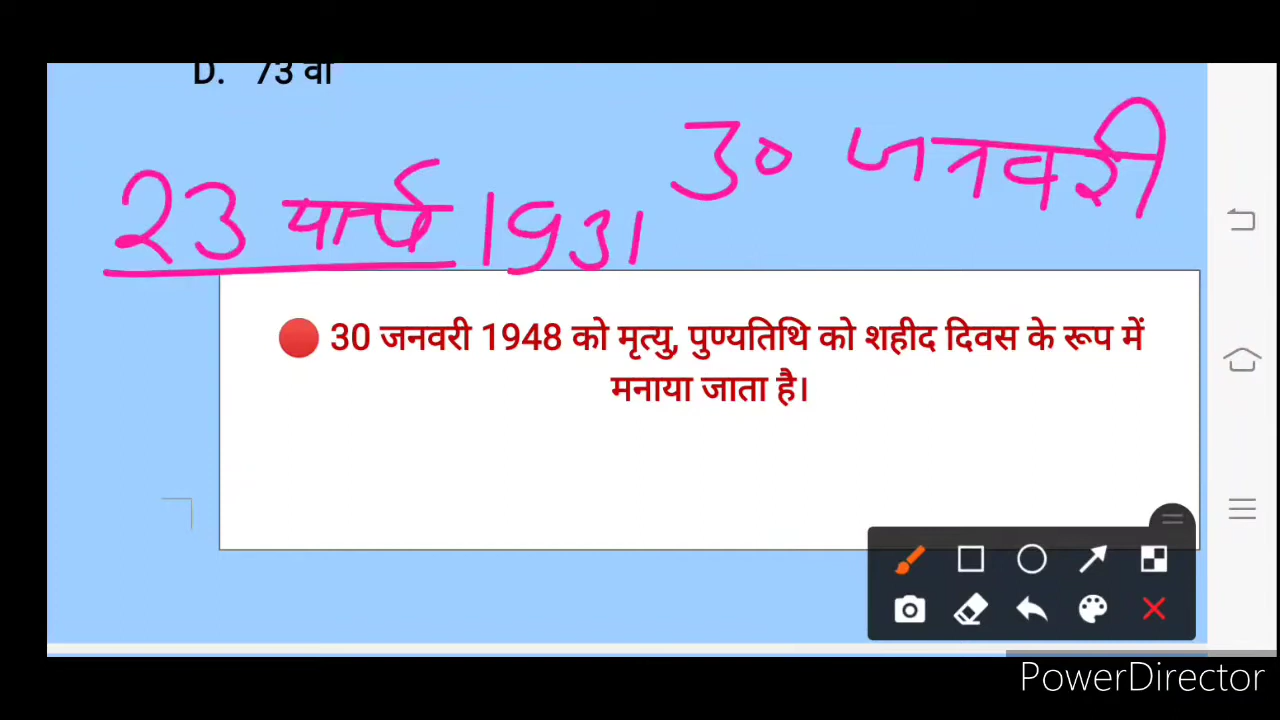 D. 73 वां
30 जनवरी
23 मार्च 1931
30 जनवरी 1948 को मृत्यु, पुण्यतिथि को शहीद दिवस के रूप में
मनाया जाता है।
PowerDirector